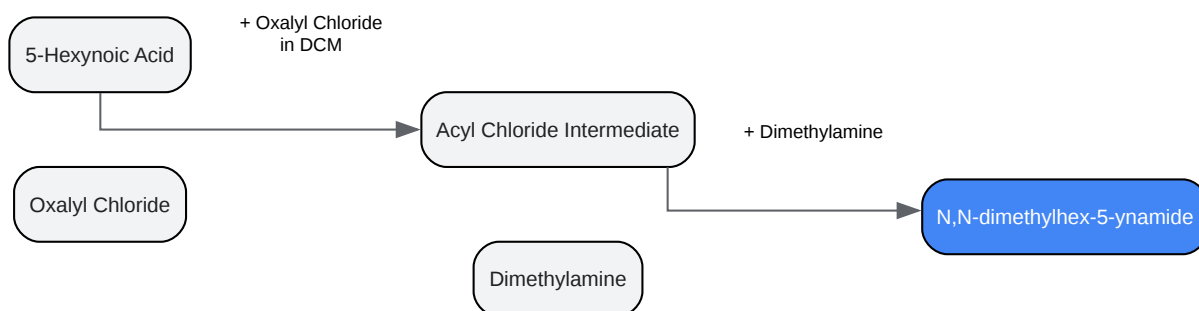 + Oxalyl Chloride
in DCM
5-Hexynoic Acid
Acyl Chloride Intermediate
+ Dimethylamine
Oxalyl Chloride
N,N-dimethylhex-5-ynamide
Dimethylamine